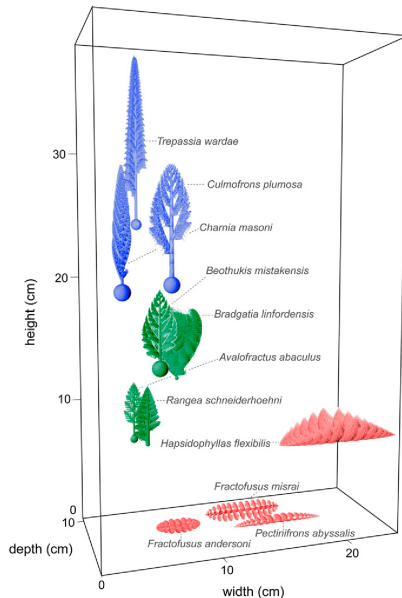 Trepassia wardae
30
Culmofrons plumosa
Charnia masoni
Beothukis mistakensis
20
Bradgatia linfordensis
height (cm)
Avalofractus abaculus
10
Rangea schneiderhoehni
Hapsidophyllas flexibilis
Fractofusus misrai
0
10
Pectinifrons abyssalis
Fractofusus andersoni
depth (cm)
0
10
20
width (cm)